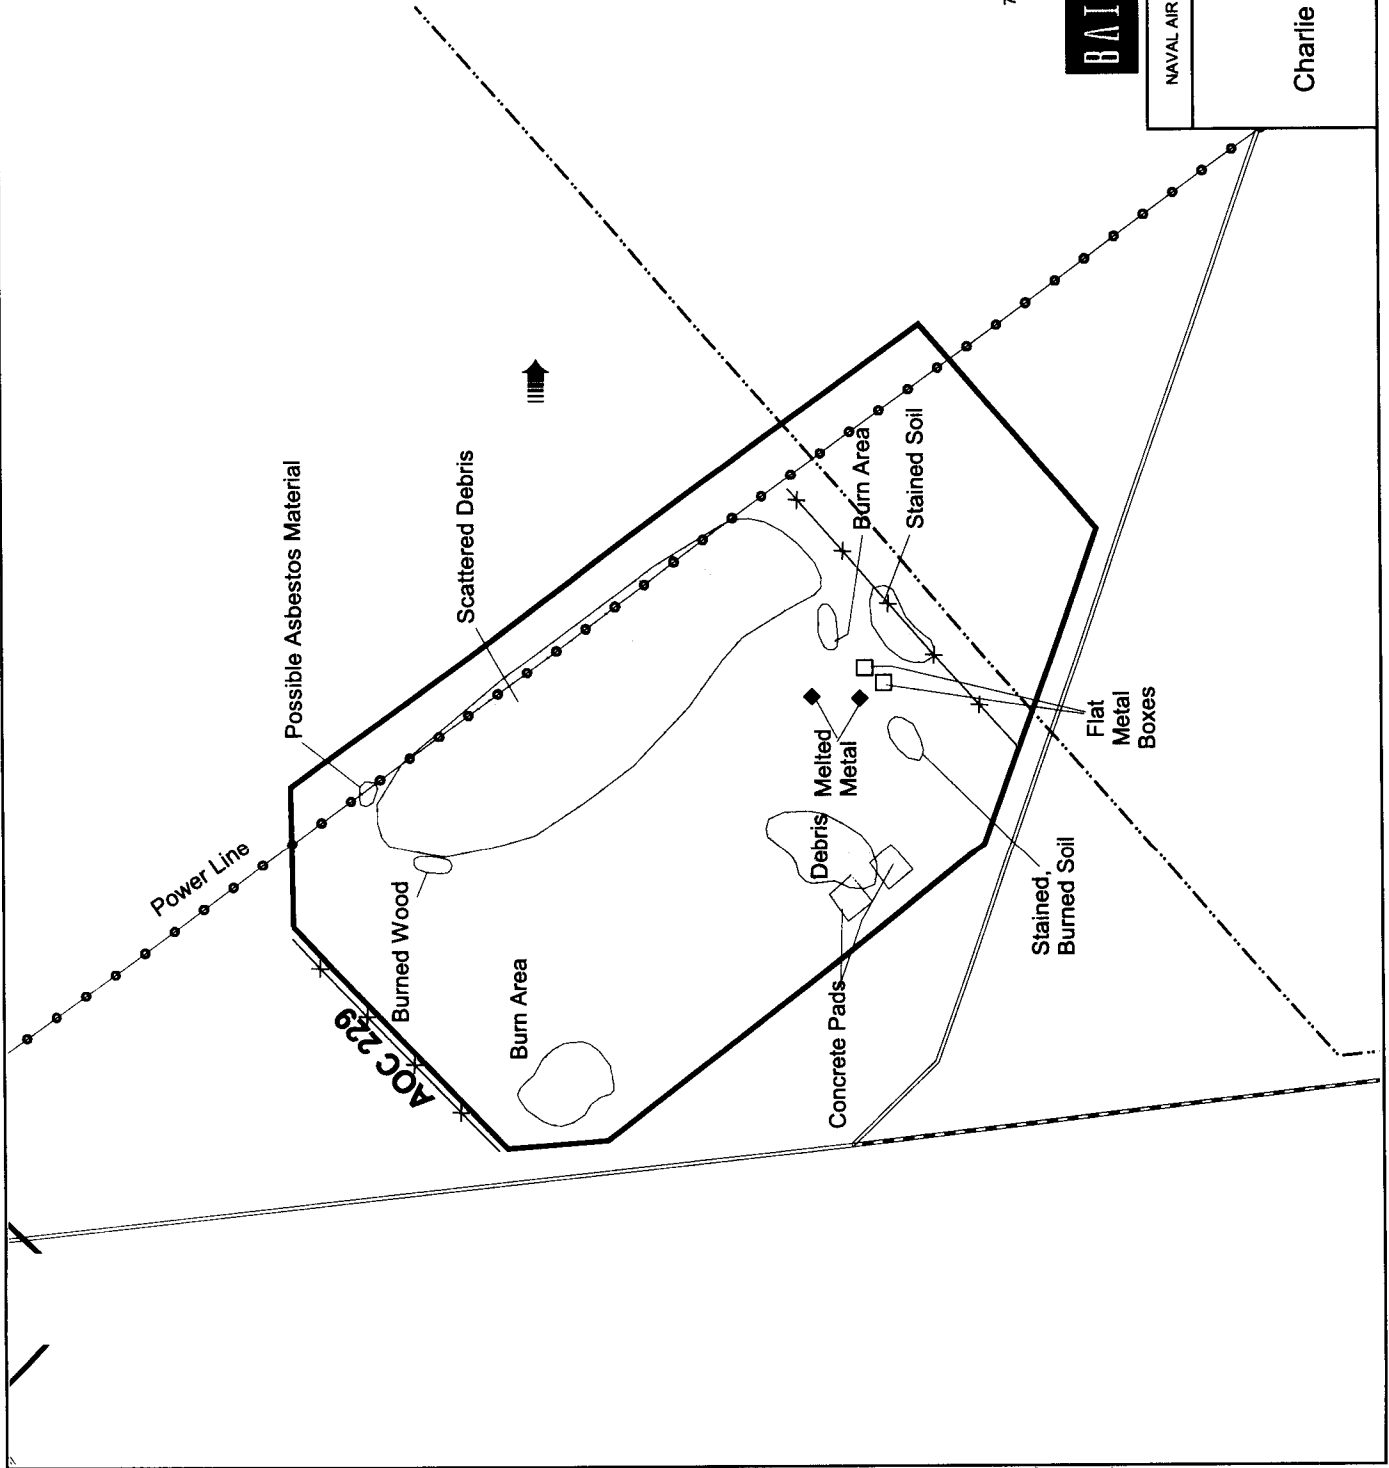 Power Line
Possible Asbestos Material
Scattered Debris
AOC 229
Burned Wood
Burn Area
Burn Area
Stained Soil
Melted
Metal
Debris
Flat
Metal
Boxes
Concrete Pads
Stained,
Burned Soil
NAVAL AIR
Charlie